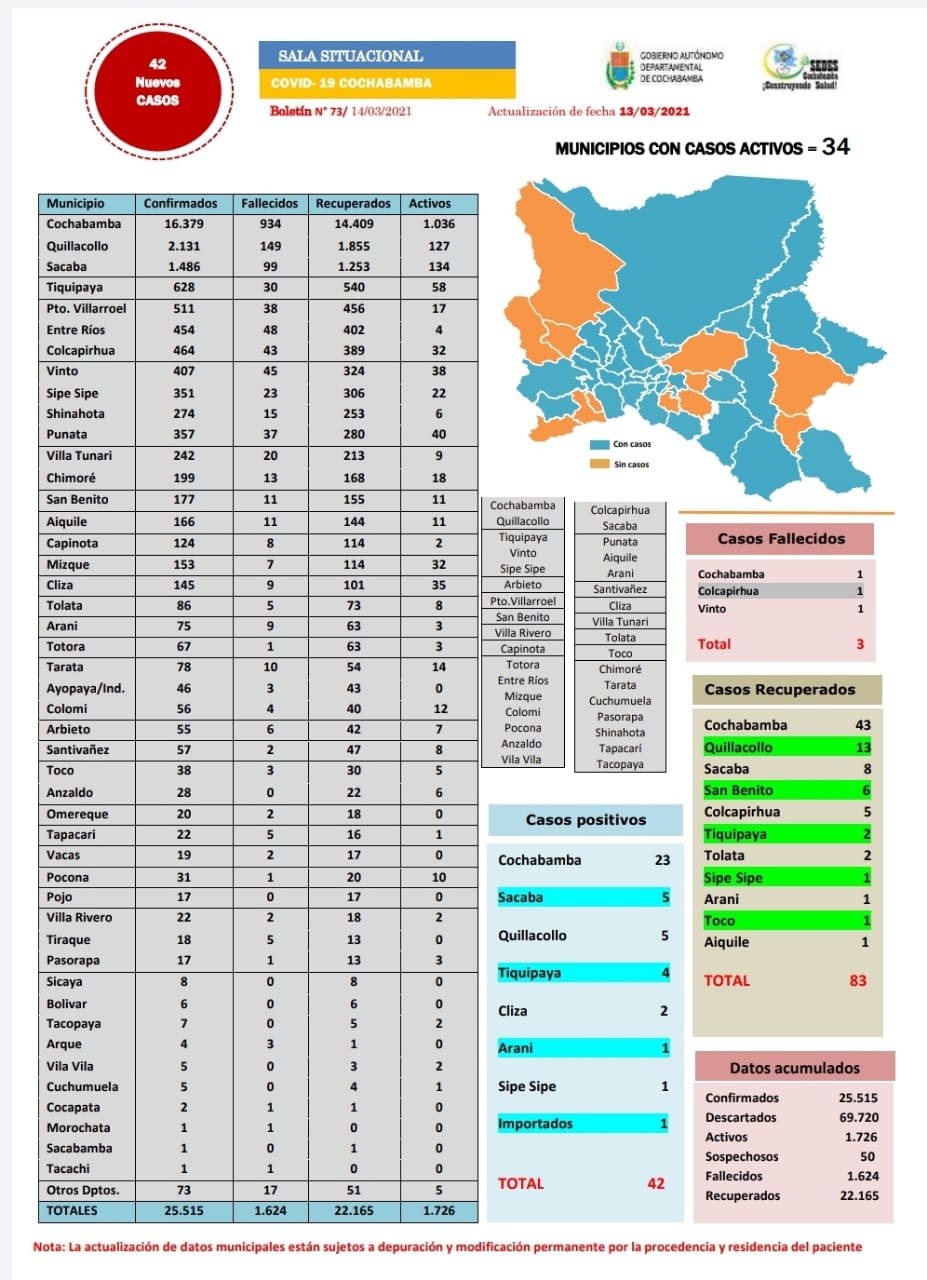 42
Nuevos
CASOS
SALA SITUACIONAL
COVID- 19 COCHABAMBA
Boletín N° 73/ 14/03/2021
Actualización de fecha 13/03/2021
GOBIERNO AUTÓNOMO
DEPARTAMENTAL
DE COCHABAMBA
SEDES
Cochabamba
¡Construyendo Salud!
MUNICIPIOS CON CASOS ACTIVOS = 34
Municipio Confirmados Fallecidos Recuperados Activos
Cochabamba 16.379 934 14.409 1.036
Quillacollo 2.131 149 1.855 127
Sacaba 1.486 99 1.253 134
Tiquipaya 628 30 540 58
Pto. Villarroel 511 38 456 17
Entre Ríos 454 48 402 4
Colcapirhua 464 43 389 32
Vinto 407 45 324 38
Sipe Sipe 351 23 306 22
Shinahota 274 15 253 6
Punata 357 37 280 40
Villa Tunari 242 20 213 9
Chimoré 199 13 168 18
San Benito 177 11 155 11
Aiquile 166 11 144 11
Capinota 124 8 114 2
Mizque 153 7 114 32
Cliza 145 9 101 35
Tolata 86 5 73 8
Arani 75 9 63 3
Totora 67 1 63 3
Tarata 78 10 54 14
Ayopaya/Ind. 46 3 43 0
Colomi 56 4 40 12
Arbieto 55 6 42 7
Santivañez 57 2 47 8
Toco 38 3 30 5
Anzaldo 28 0 22 6
Omereque 20 2 18 0
Tapacari 22 5 16 1
Vacas 19 2 17 0
Pocona 31 1 20 10
Pojo 17 0 17 0
Villa Rivero 22 2 18 2
Tiraque 18 5 13 0
Pasorapa 17 1 13 3
Sicaya 8 0 8 0
Bolivar 6 0 6 0
Tacopaya 7 0 5 2
Arque 4 3 1 0
Vila Vila 5 0 3 2
Cuchumuela 5 0 4 1
Cocapata 2 1 1 0
Morochata 1 1 0 0
Sacabamba 1 0 1 0
Tacachi 1 1 0 0
Otros Dptos. 73 17 51 5
TOTALES 25.515 1.624 22.165 1.726
Con casos
Sin casos
Cochabamba
Quillacollo
Tiquipaya
Vinto
Sipe Sipe
Arbieto
Pto.Villarroel
San Benito
Villa Rivero
Capinota
Totora
Entre Ríos
Mizque
Colomi
Pocona
Anzaldo
Vila Vila
Colcapirhua
Sacaba
Punata
Aiquile
Arani
Santivañez
Cliza
Villa Tunari
Tolata
Toco
Chimoré
Tarata
Cuchumuela
Pasorapa
Shinahota
Tapacarí
Tacopaya
Casos Fallecidos
Cochabamba 1
Colcapirhua 1
Vinto 1
Total 3
Casos Recuperados
Cochabamba 43
Quillacollo 13
Sacaba 8
San Benito 6
Colcapirhua 5
Tiquipaya 2
Tolata 2
Sipe Sipe 1
Arani 1
Toco 1
Aiquile 1
TOTAL 83
Casos positivos
Cochabamba 23
Sacaba 5
Quillacollo 5
Tiquipaya 4
Cliza 2
Arani 1
Sipe Sipe 1
Importados 1
TOTAL 42
Datos acumulados
Confirmados 25.515
Descartados 69.720
Activos 1.726
Sospechosos 50
Fallecidos 1.624
Recuperados 22.165
Nota: La actualización de datos municipales están sujetos a depuración y modificación permanente por la procedencia y residencia del paciente